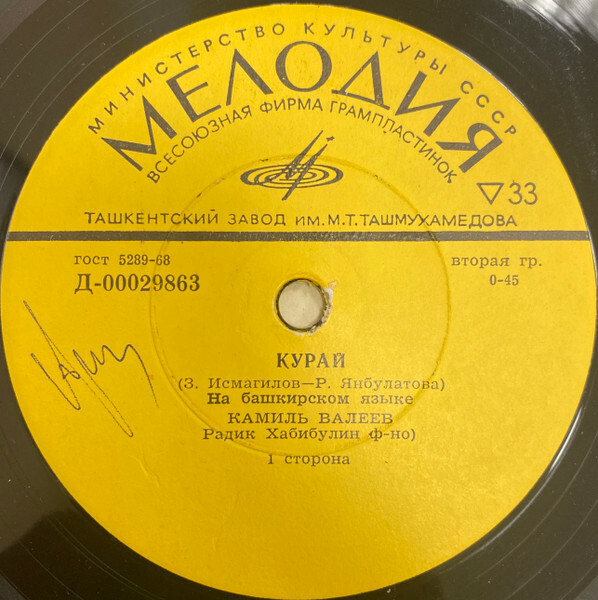 МИНИСТЕРСТВО КУЛЬТУРЫ СССР
МЕЛОДИЯ
ВСЕСОЮЗНАЯ ФИРМА ГРАМПЛАСТИНОК
▽33
ТАШКЕНТСКИЙ ЗАВОД ИМ. М.Т. ТАШМУХАМЕДОВА
ГОСТ 5289-68
вторая гр.
Д-00029863
0-45
КУРАЙ
(З. Исмагилов—Р. Янбулатова)
На башкирском языке
КАМИЛЬ ВАЛЕЕВ
Радик Хабибулин ф-но)
1 сторона